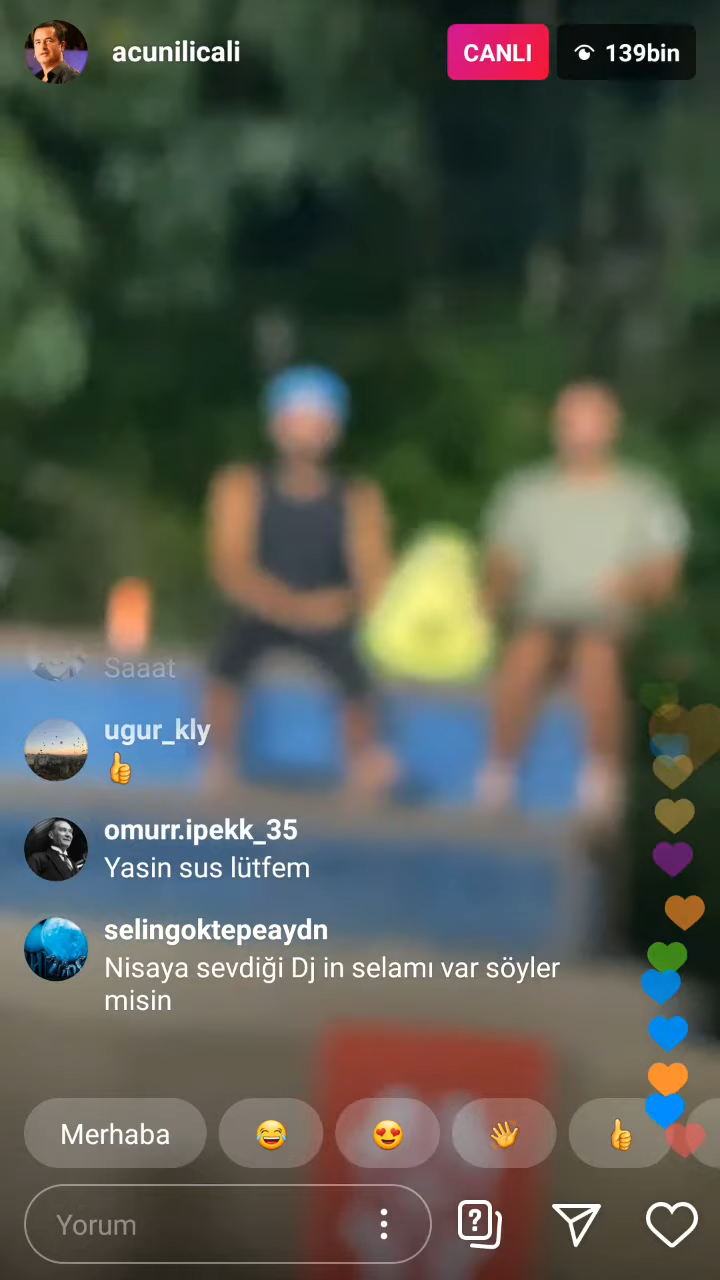 acunilicali
CANLI
139bin
Saaat
ugur_kly
👍
omurr.ipekk_35
Yasin sus lütfem
selingoktepeaydn
Nisaya sevdiği Dj in selamı var söyler
misin
Merhaba 😂 😍 👋 👍
Yorum